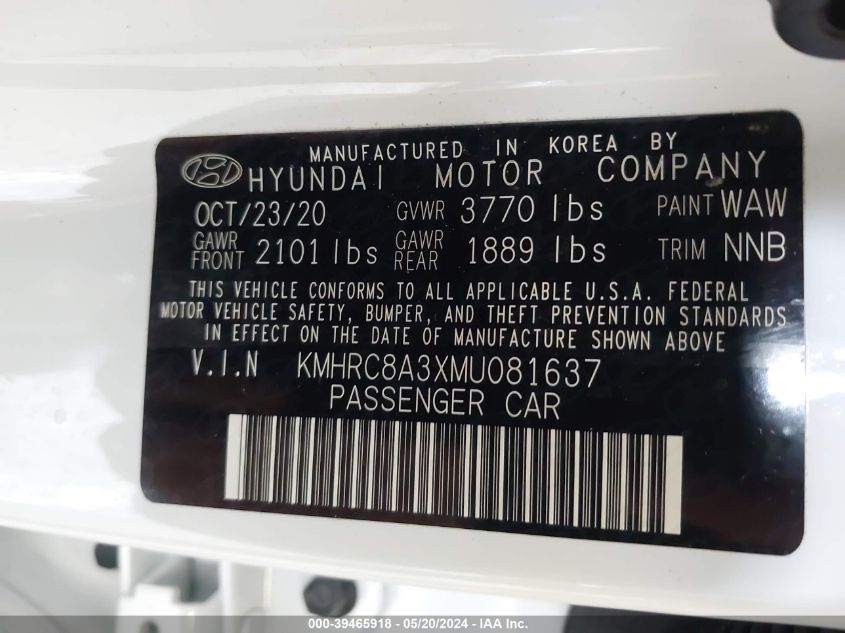 MANUFACTURED IN KOREA BY
HYUNDAI MOTOR COMPANY
OCT/23/20 GVWR 3770 lbs PAINT WAW
GAWR FRONT 2101 lbs GAWR REAR 1889 lbs TRIM NNB
THIS VEHICLE CONFORMS TO ALL APPLICABLE U.S.A. FEDERAL
MOTOR VEHICLE SAFETY, BUMPER, AND THEFT PREVENTION STANDARDS
IN EFFECT ON THE DATE OF MANUFACTURE SHOWN ABOVE
V.I.N KMHRC8A3XMU081637
PASSENGER CAR
000-39465918 - 05/20/2024 - IAA Inc.